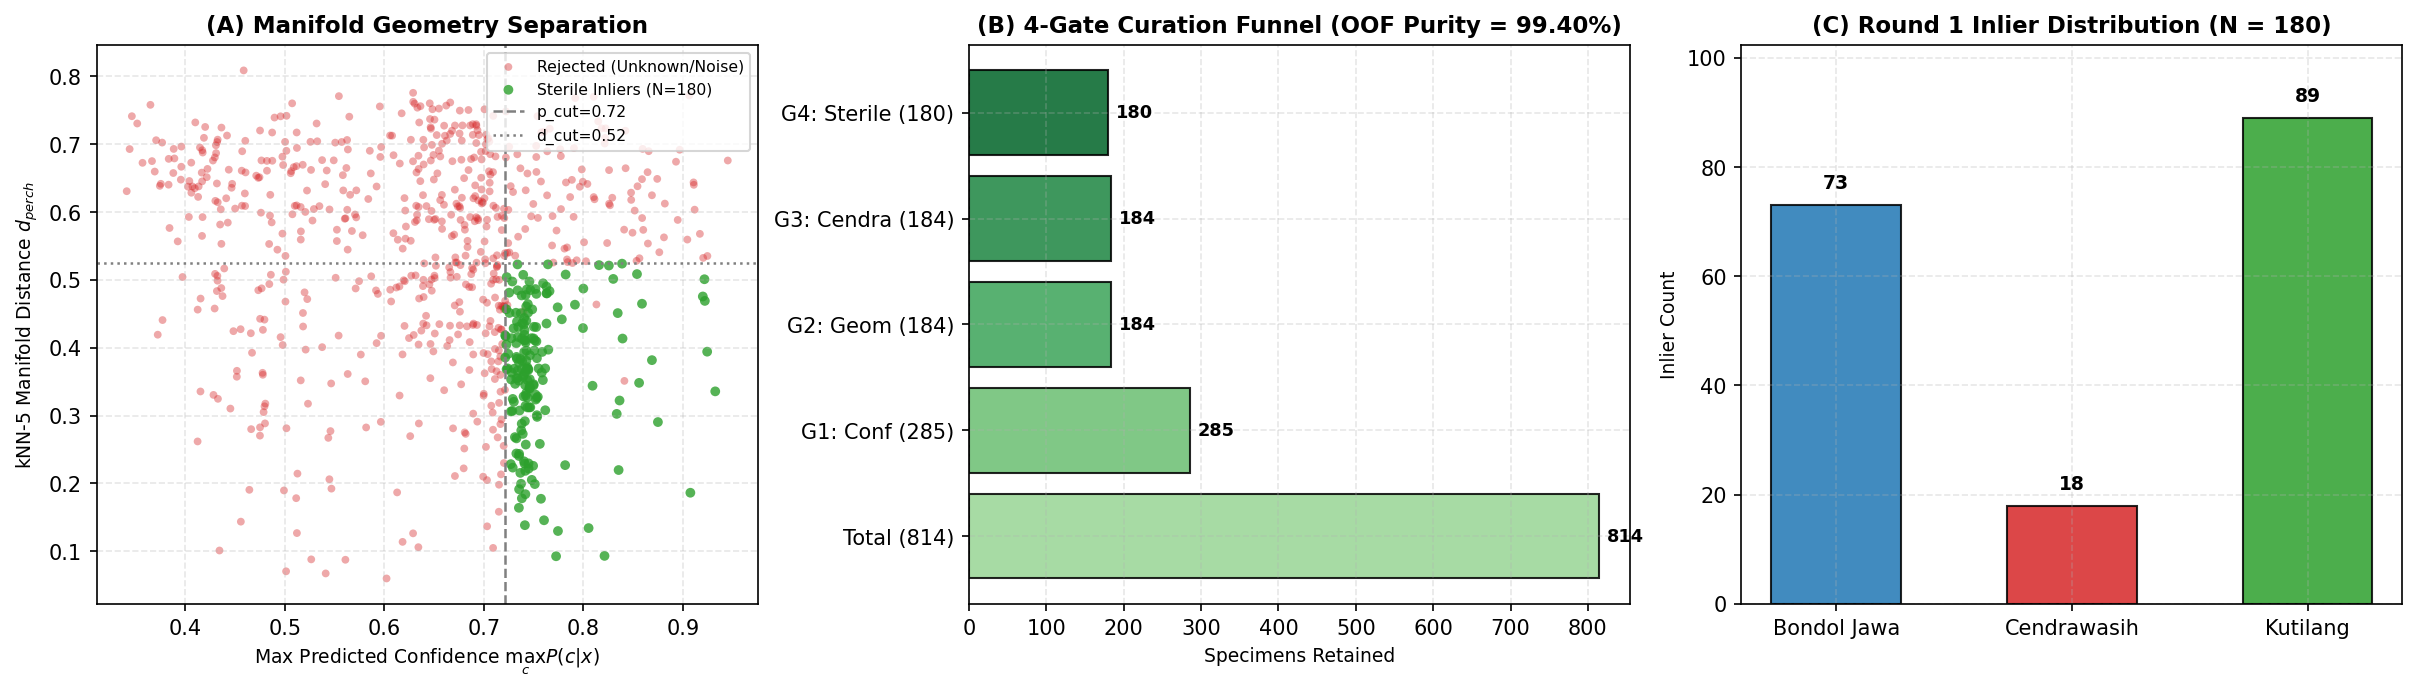 (A) Manifold Geometry Separation
kNN-5 Manifold Distance d_perch
0.8
0.7
0.6
0.5
0.4
0.3
0.2
0.1
Rejected (Unknown/Noise)
Sterile Inliers (N=180)
p_cut=0.72
d_cut=0.52
0.4 0.5 0.6 0.7 0.8 0.9
Max Predicted Confidence max_c P(c|x)
(B) 4-Gate Curation Funnel (OOF Purity = 99.40%)
G4: Sterile (180) 180
G3: Cendra (184) 184
G2: Geom (184) 184
G1: Conf (285) 285
Total (814) 814
0 100 200 300 400 500 600 700 800
Specimens Retained
(C) Round 1 Inlier Distribution (N = 180)
Inlier Count
100
80
60
40
20
0
73
18
89
Bondol Jawa Cendrawasih Kutilang